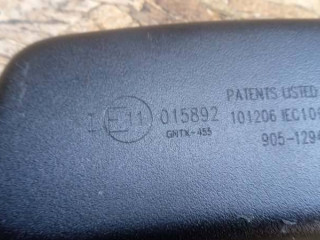 PATENTS LISTED
I E11 015892 101206 IEC10
GNTX-455
905-1294